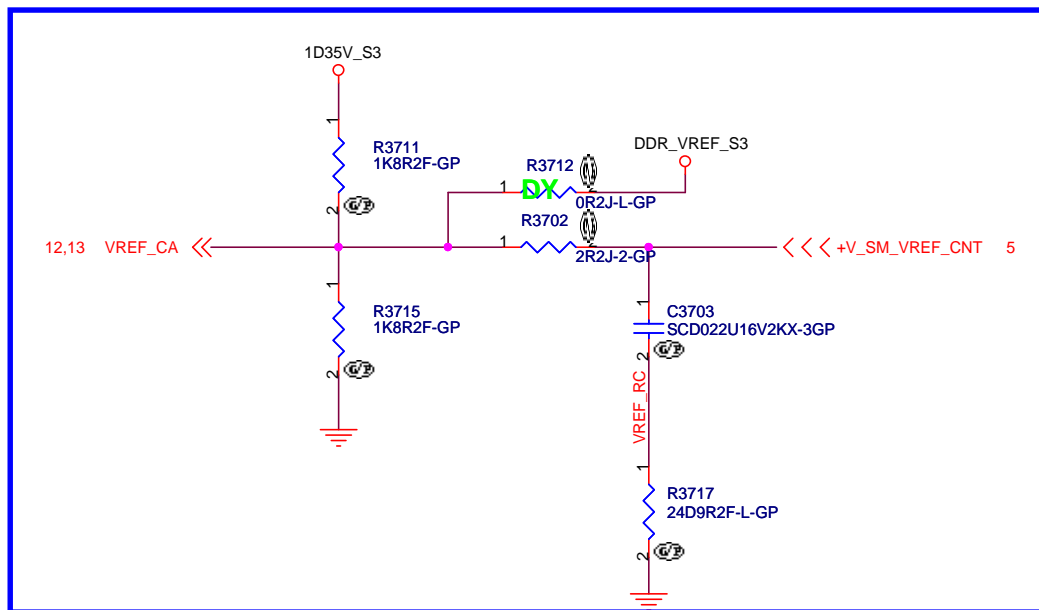 1D35V_S3
1
R3711
1K8R2F-GP
2
G/P
DDR_VREF_S3
R3712
1
DY
2
0R2J-L-GP
R3702
12,13 VREF_CA
1
2
2R2J-2-GP
+V_SM_VREF_CNT 5
1
R3715
1K8R2F-GP
2
G/P
1
C3703
SCD022U16V2KX-3GP
2
G/P
VREF_RC
1
R3717
24D9R2F-L-GP
2
G/P